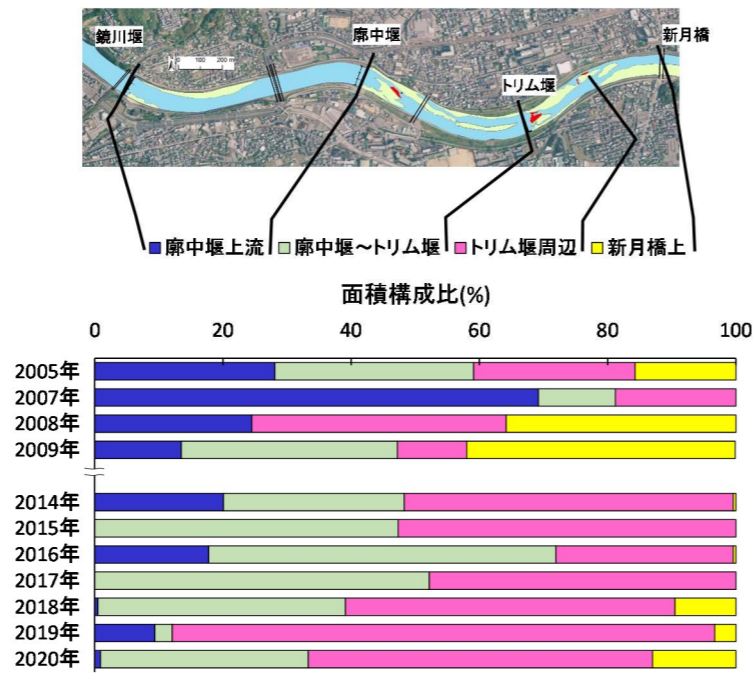 鏡川堰
廓中堰
新月橋
トリム堰
N
0 100 200 m
廓中堰上流 廓中堰～トリム堰 トリム堰周辺 新月橋上
面積構成比(%)
0 20 40 60 80 100
2005年
2007年
2008年
2009年
2014年
2015年
2016年
2017年
2018年
2019年
2020年